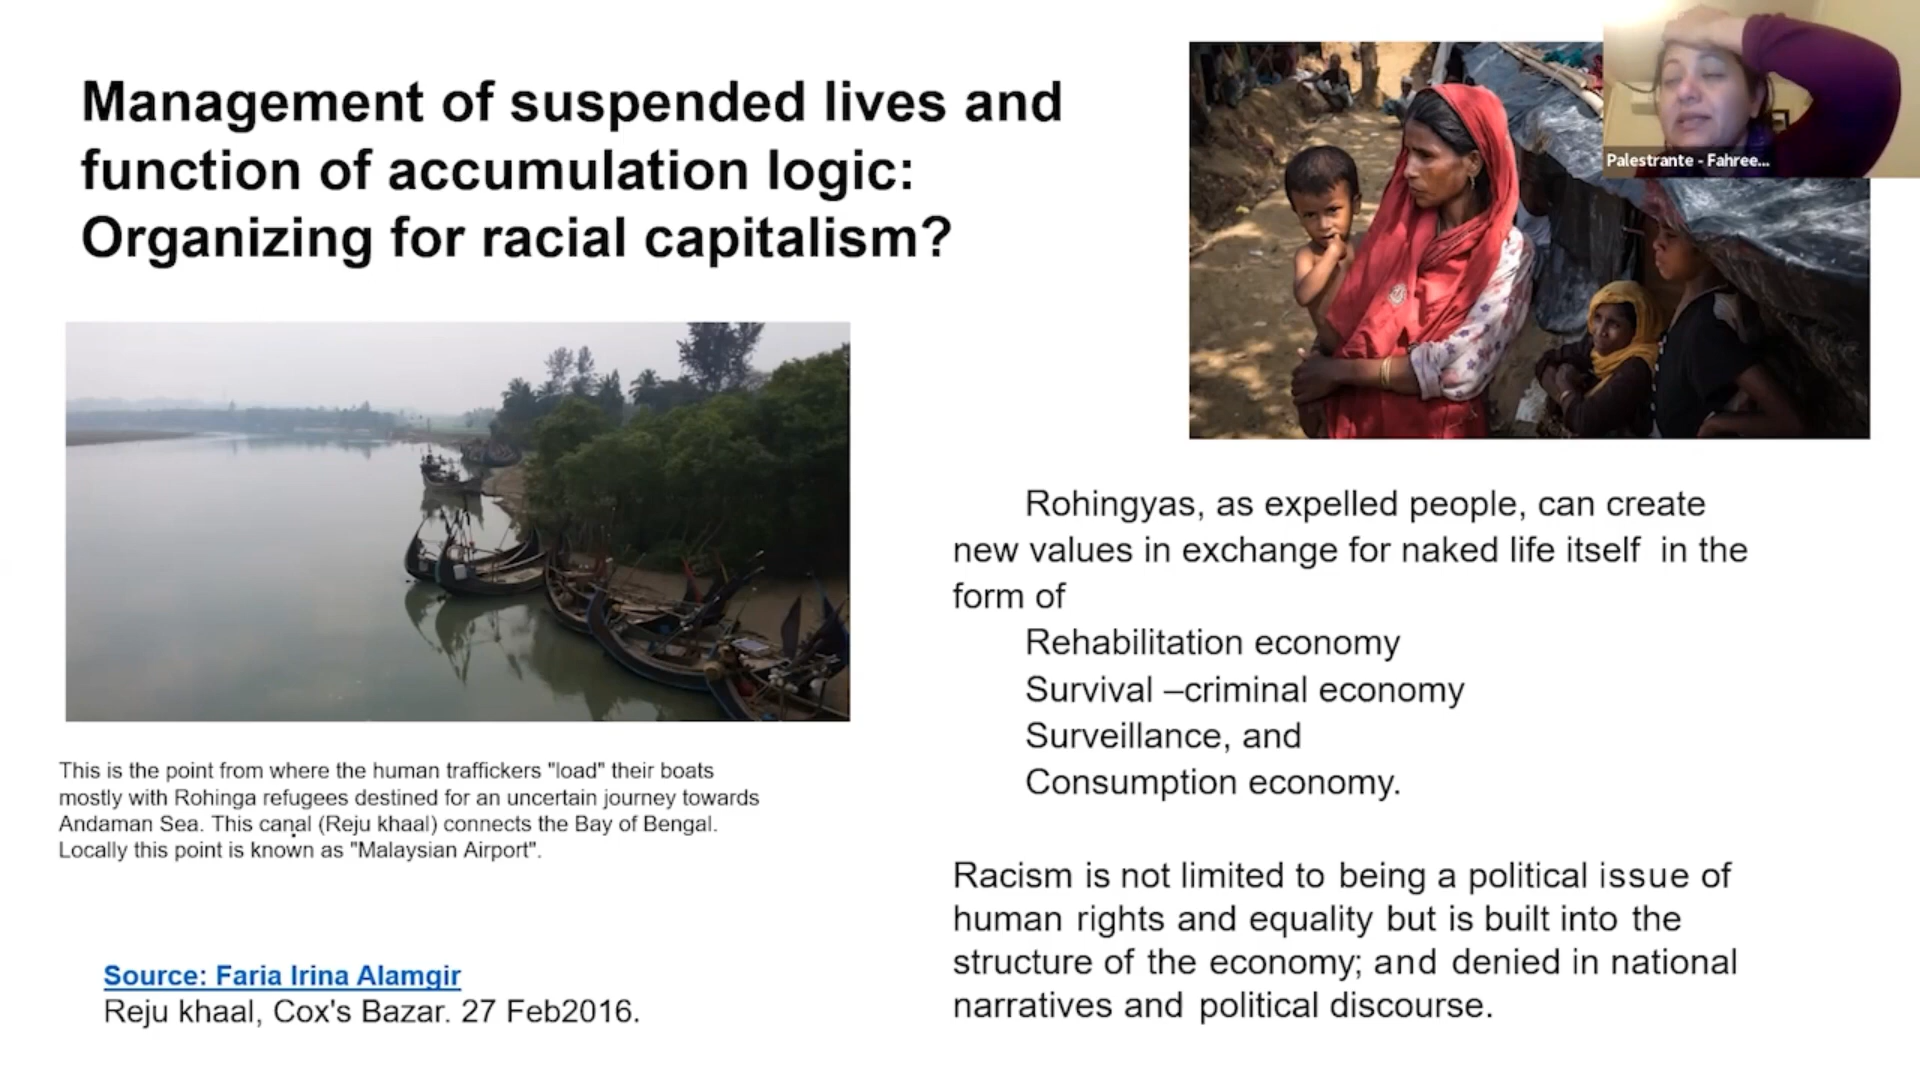 Management of suspended lives and
function of accumulation logic:
Organizing for racial capitalism?
Palestrante - Fahree...
This is the point from where the human traffickers "load" their boats
mostly with Rohinga refugees destined for an uncertain journey towards
Andaman Sea. This canal (Reju khaal) connects the Bay of Bengal.
Locally this point is known as "Malaysian Airport".
Source: Faria Irina Alamgir
Reju khaal, Cox's Bazar. 27 Feb2016.
Rohingyas, as expelled people, can create
new values in exchange for naked life itself in the
form of
Rehabilitation economy
Survival –criminal economy
Surveillance, and
Consumption economy.
Racism is not limited to being a political issue of
human rights and equality but is built into the
structure of the economy; and denied in national
narratives and political discourse.